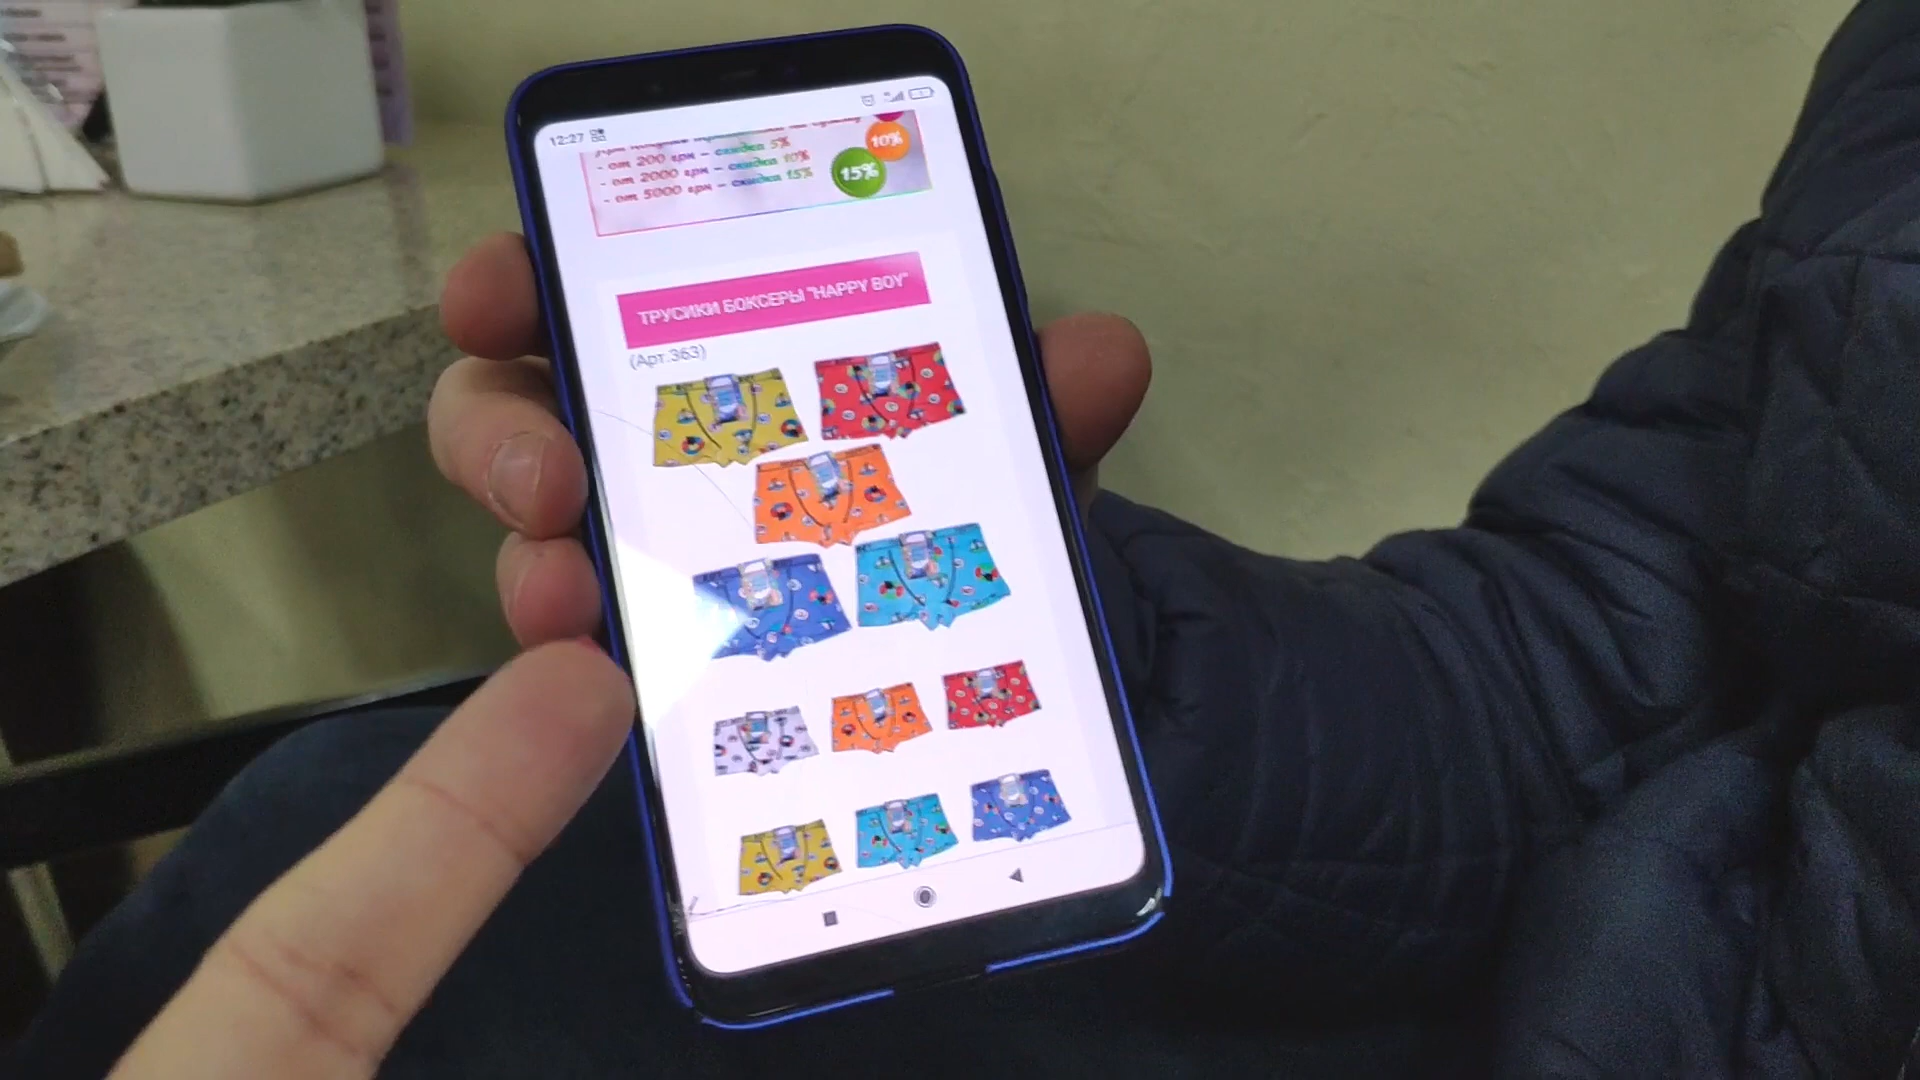 12:27
10%
- от 200 грн – скидка 5%
- от 2000 грн – скидка 10%
- от 5000 грн – скидка 15%
15%
ТРУСИКИ БОКСЕРЫ "HAPPY BOY"
(Арт.363)